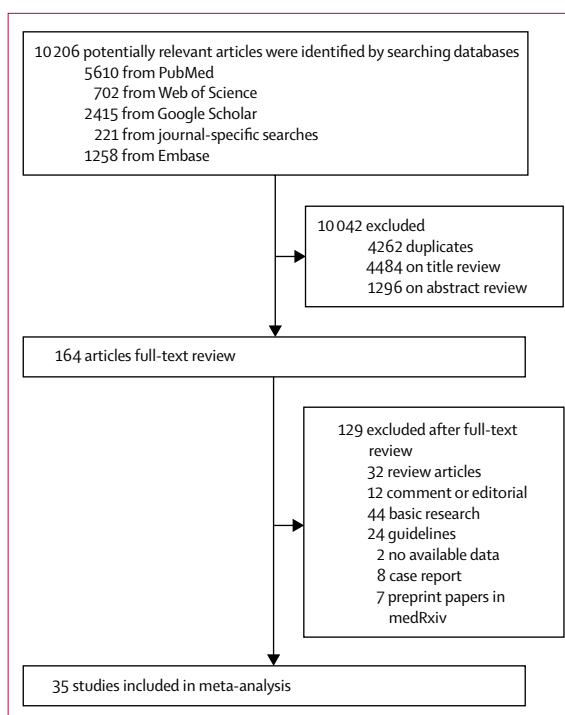 10 206 potentially relevant articles were identified by searching databases
5610 from PubMed
702 from Web of Science
2415 from Google Scholar
221 from journal-specific searches
1258 from Embase
10 042 excluded
4262 duplicates
4484 on title review
1296 on abstract review
164 articles full-text review
129 excluded after full-text
review
32 review articles
12 comment or editorial
44 basic research
24 guidelines
2 no available data
8 case report
7 preprint papers in
medRxiv
35 studies included in meta-analysis